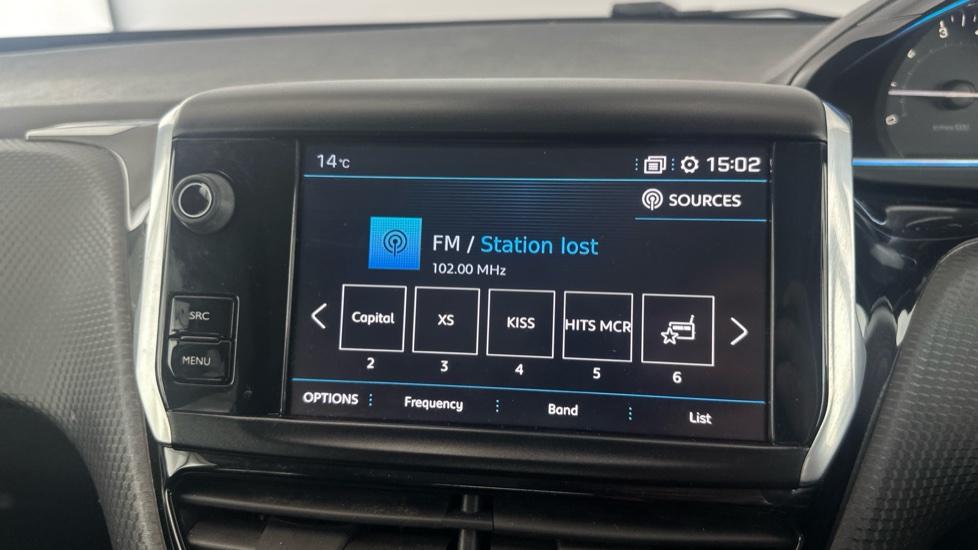 14°C
15:02
SOURCES
FM / Station lost
102.00 MHz
SRC
MENU
Capital
XS
KISS
HITS MCR
2
3
4
5
6
OPTIONS
Frequency
Band
List
3